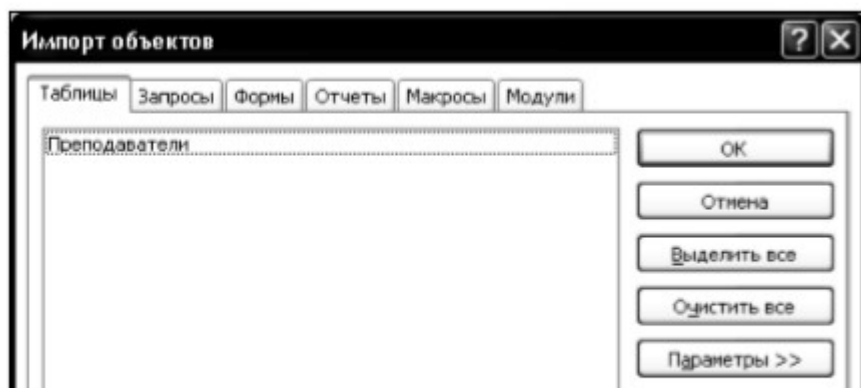 Импорт объектов
Таблицы Запросы Формы Отчеты Макросы Модули
Преподаватели
ОК
Отмена
Выделить все
Очистить все
Параметры >>